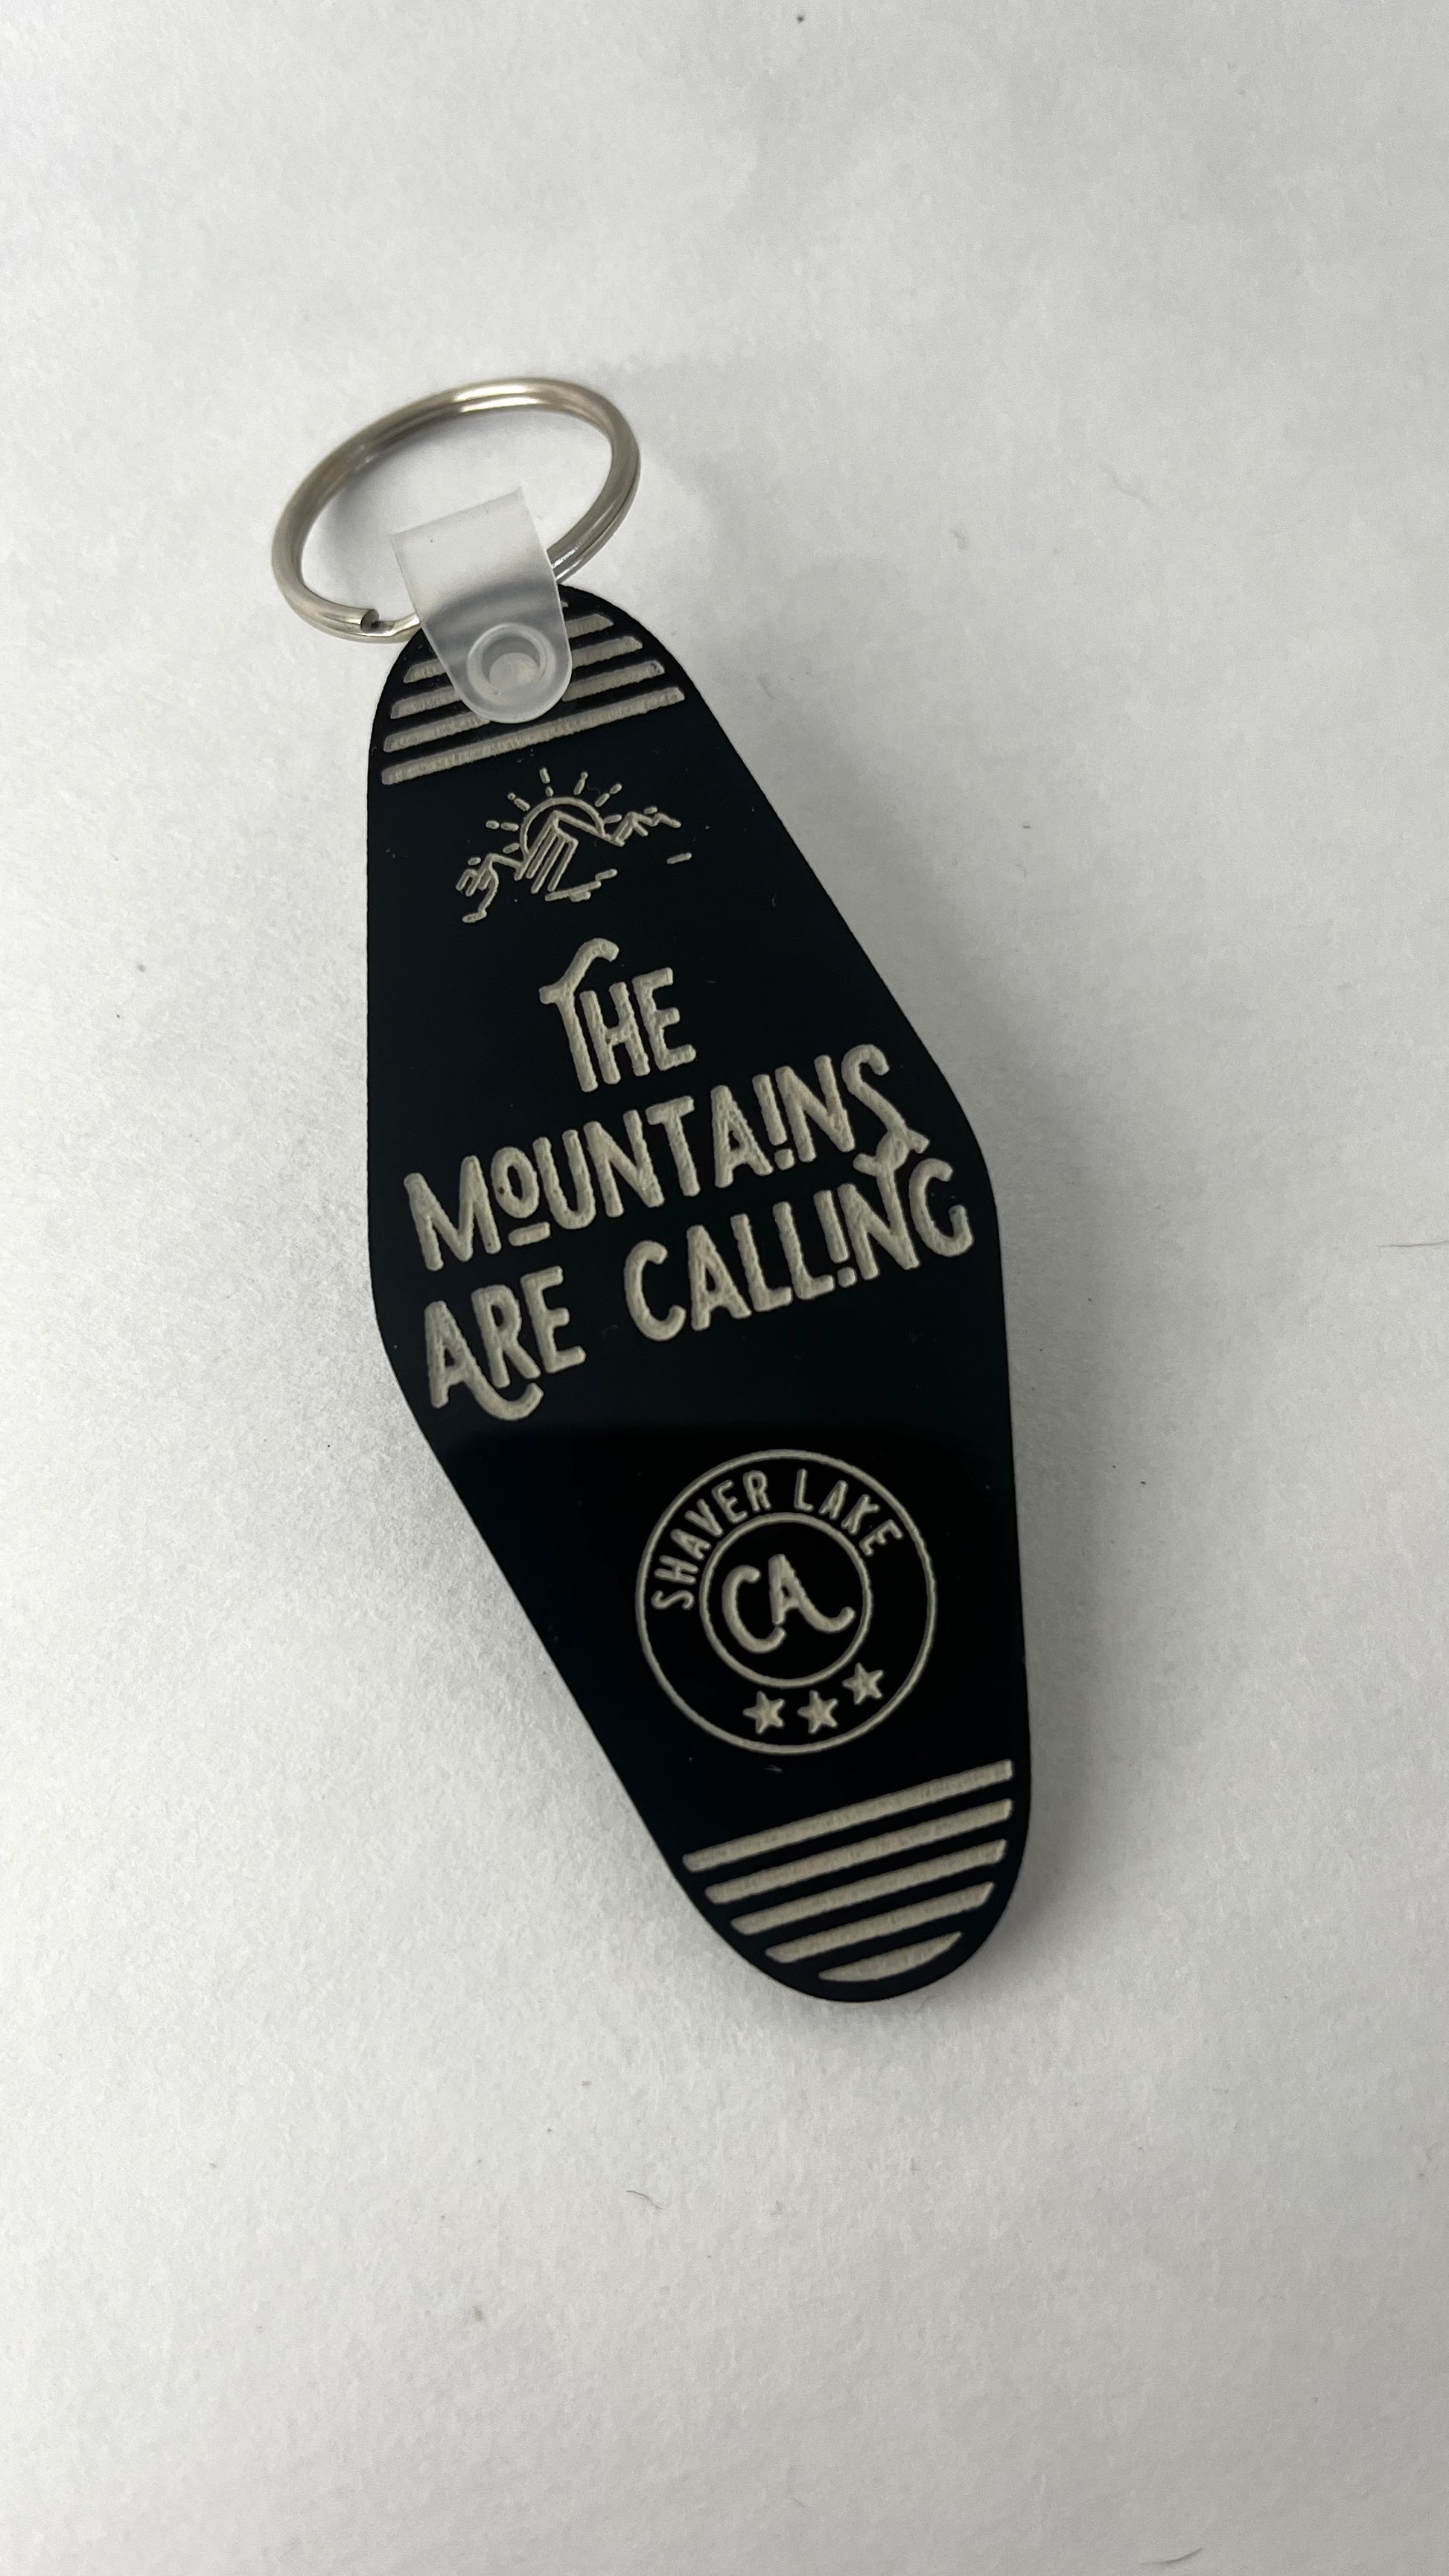 THE
MOUNTAINS
ARE CALLING
SHAVER LAKE
CA